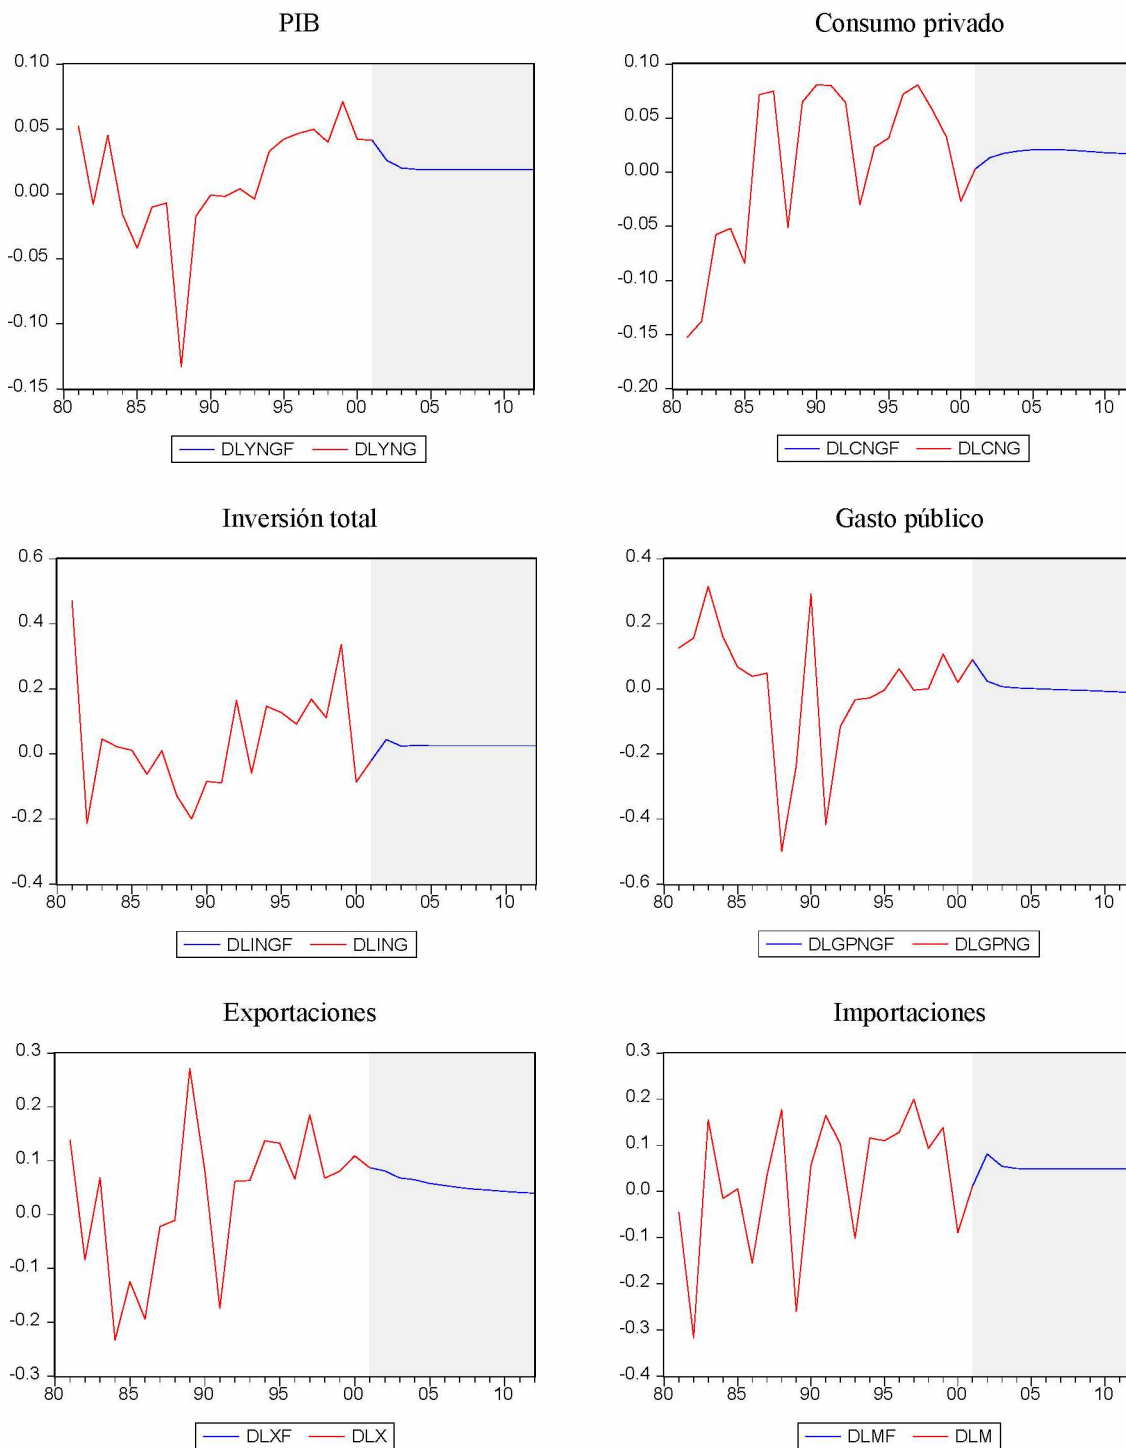 PIB
0.10
0.05
0.00
-0.05
-0.10
-0.15
80 85 90 95 00 05 10
DLYNGF DLYNG
Consumo privado
0.10
0.05
0.00
-0.05
-0.10
-0.15
-0.20
80 85 90 95 00 05 10
DLCNGF DLCNG
Inversión total
0.6
0.4
0.2
0.0
-0.2
-0.4
80 85 90 95 00 05 10
DLINGF DLING
Gasto público
0.4
0.2
0.0
-0.2
-0.4
-0.6
80 85 90 95 00 05 10
DLGPNGF DLGPNG
Exportaciones
0.3
0.2
0.1
0.0
-0.1
-0.2
-0.3
80 85 90 95 00 05 10
DLXF DLX
Importaciones
0.3
0.2
0.1
0.0
-0.1
-0.2
-0.3
-0.4
80 85 90 95 00 05 10
DLMF DLM